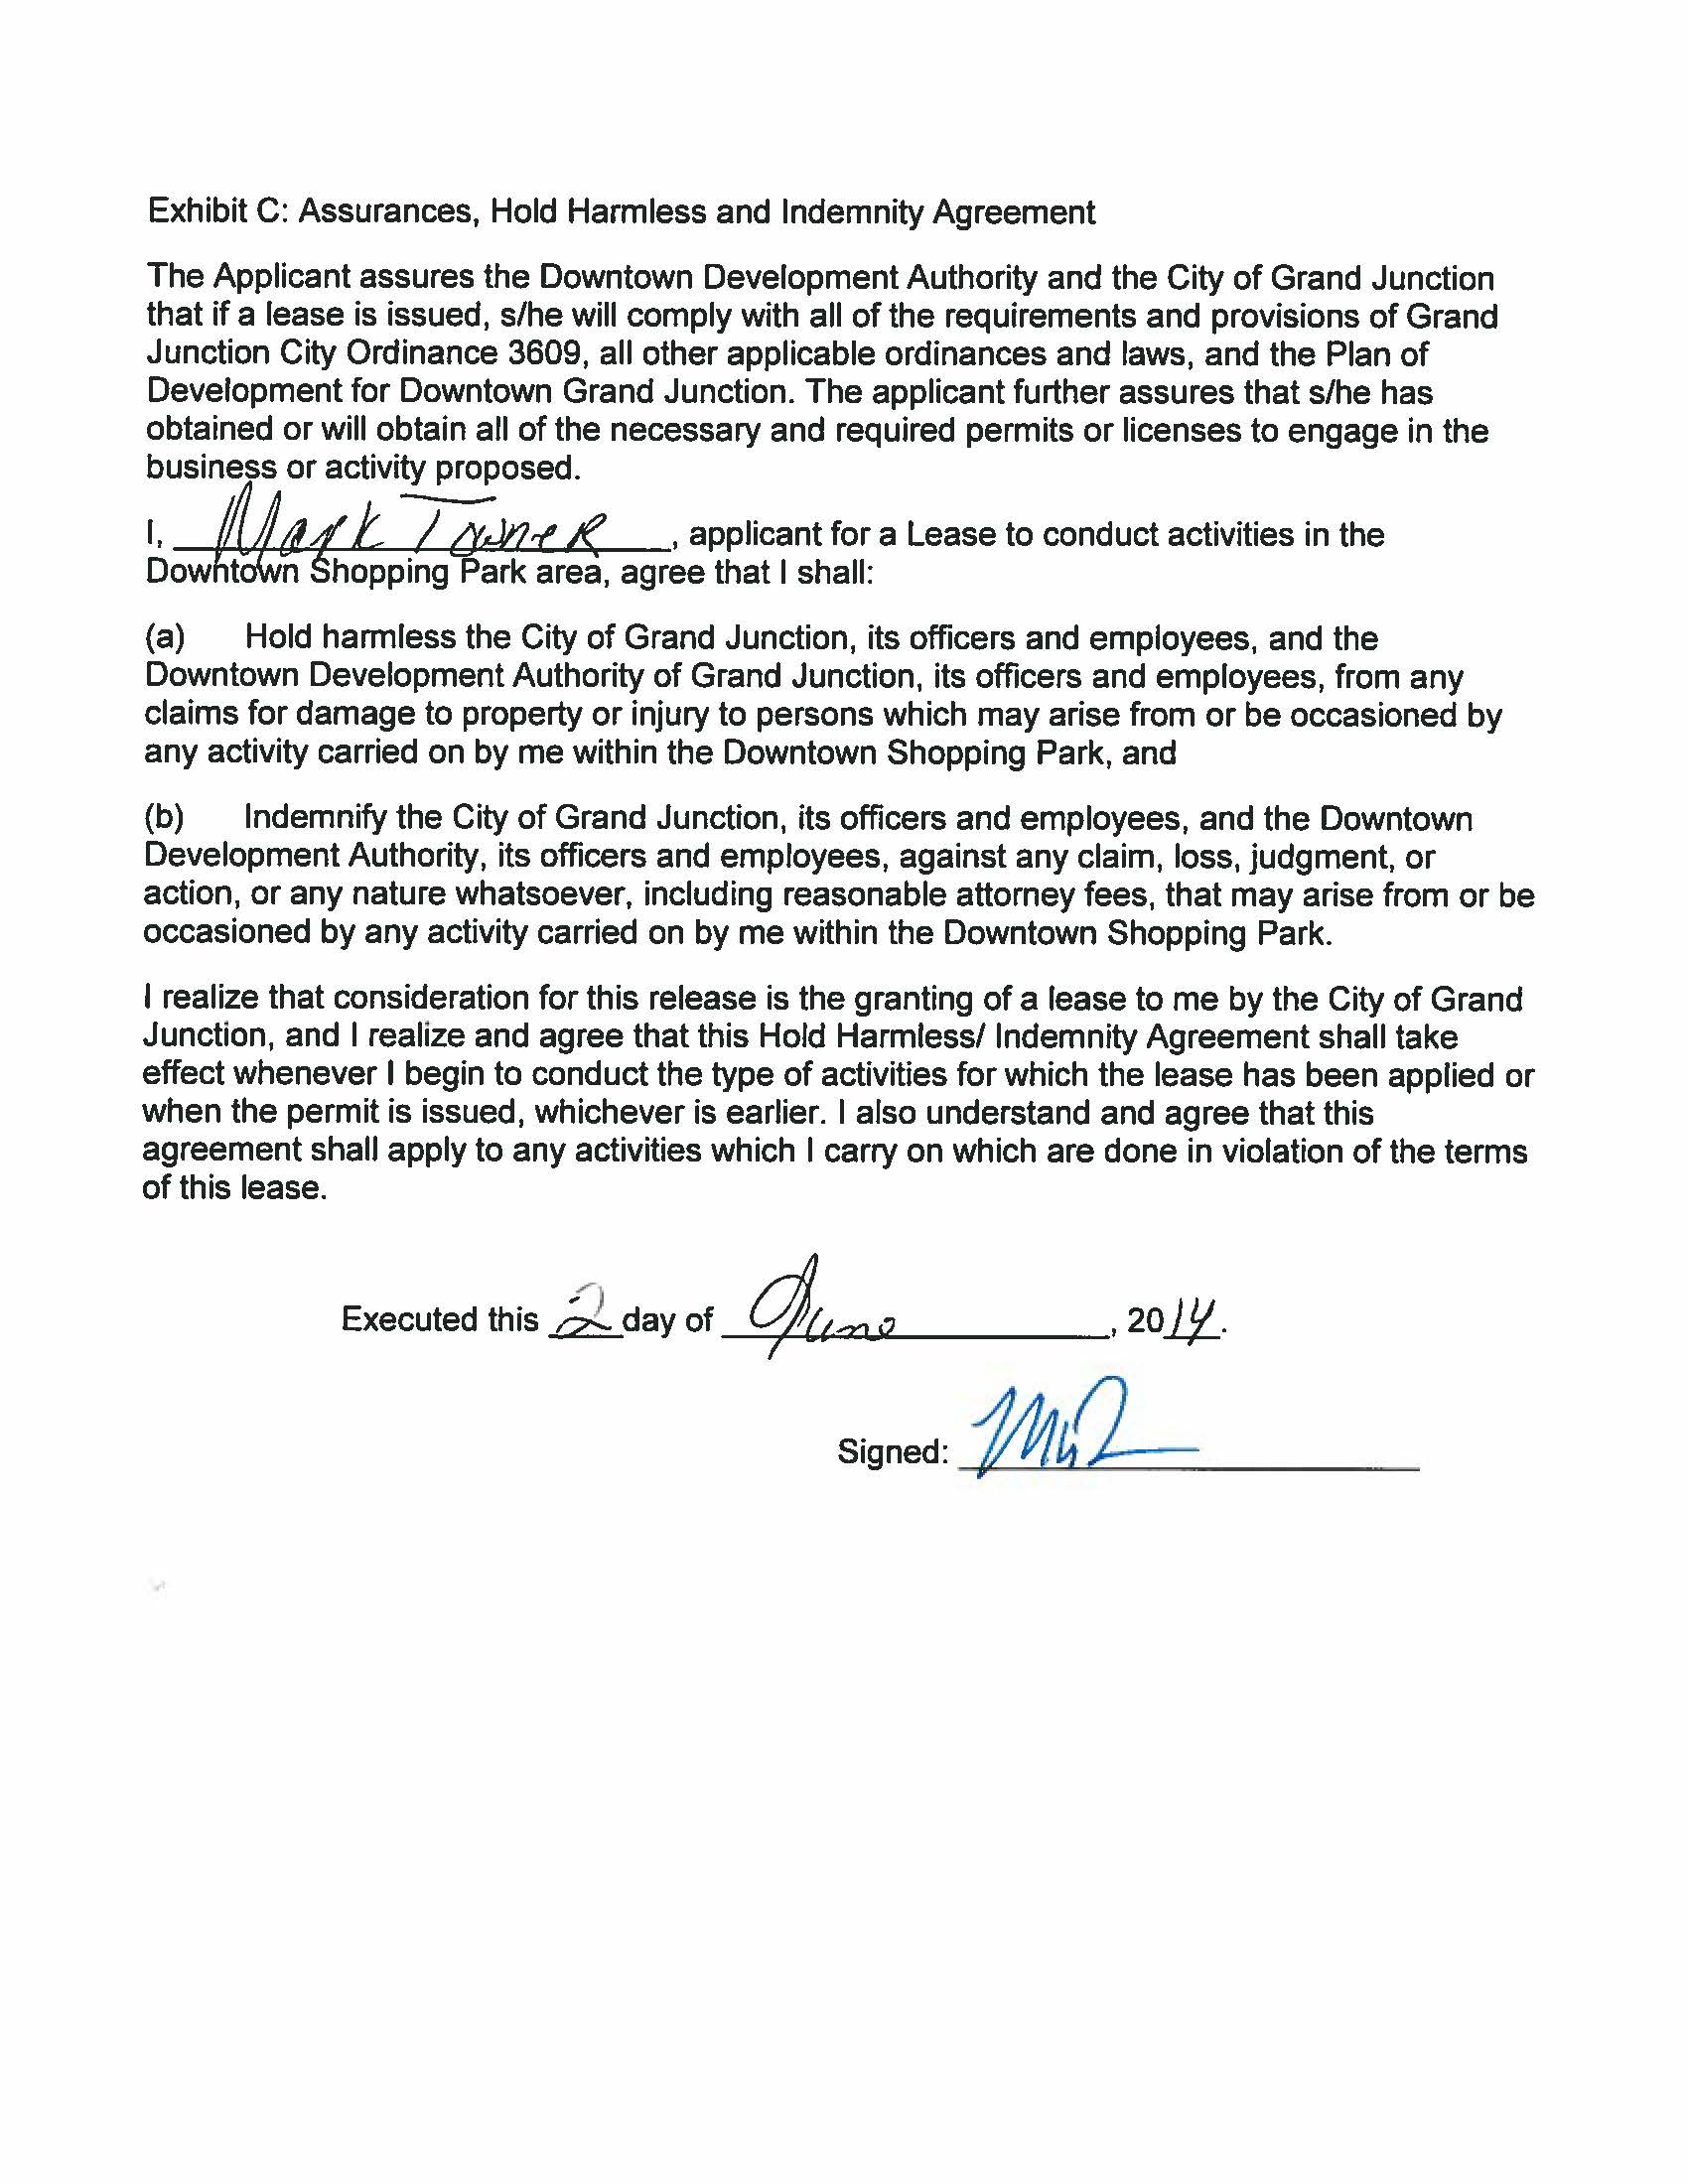 Exhibit C: Assurances, Hold Harmless and Indemnity Agreement
The Applicant assures the Downtown Development Authority and the City of Grand Junction
that if a lease is issued, s/he will comply with all of the requirements and provisions of Grand
Junction City Ordinance 3609, all other applicable ordinances and laws, and the Plan of
Development for Downtown Grand Junction. The applicant further assures that s/he has
obtained or will obtain all of the necessary and required permits or licenses to engage in the
business or activity proposed.
I, Mark Towner, applicant for a Lease to conduct activities in the
Downtown Shopping Park area, agree that I shall:
(a) Hold harmless the City of Grand Junction, its officers and employees, and the
Downtown Development Authority of Grand Junction, its officers and employees, from any
claims for damage to property or injury to persons which may arise from or be occasioned by
any activity carried on by me within the Downtown Shopping Park, and
(b) Indemnify the City of Grand Junction, its officers and employees, and the Downtown
Development Authority, its officers and employees, against any claim, loss, judgment, or
action, or any nature whatsoever, including reasonable attorney fees, that may arise from or be
occasioned by any activity carried on by me within the Downtown Shopping Park.
I realize that consideration for this release is the granting of a lease to me by the City of Grand
Junction, and I realize and agree that this Hold Harmless/ Indemnity Agreement shall take
effect whenever I begin to conduct the type of activities for which the lease has been applied or
when the permit is issued, whichever is earlier. I also understand and agree that this
agreement shall apply to any activities which I carry on which are done in violation of the terms
of this lease.
Executed this 2 day of June, 2014.
Signed: